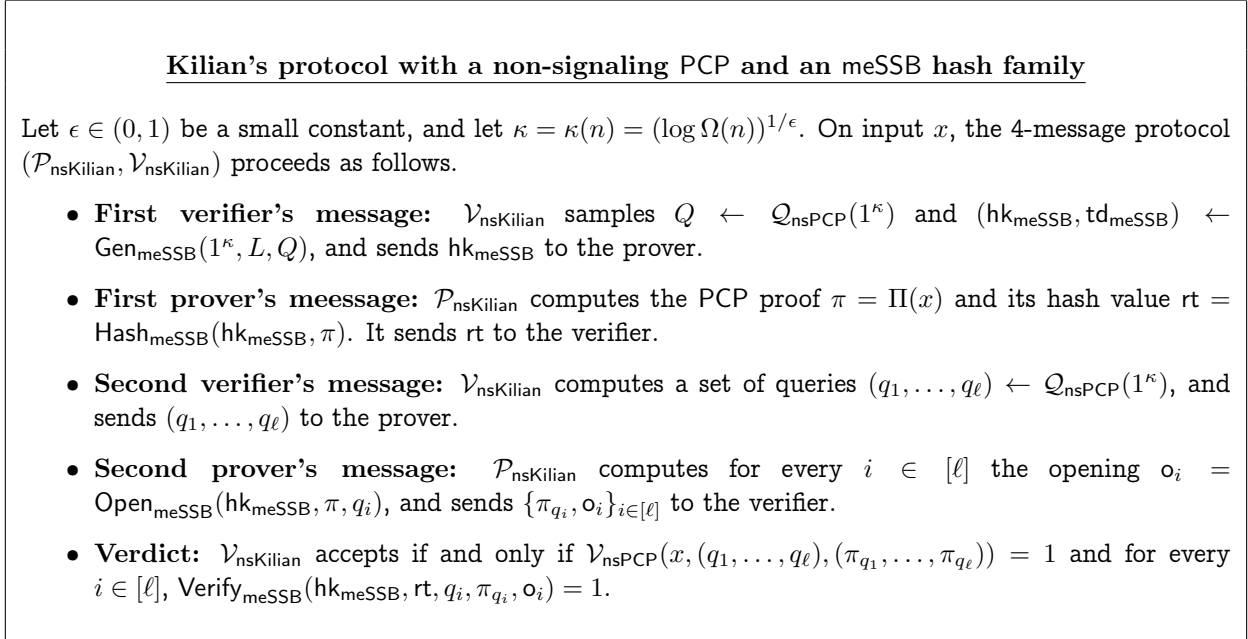 Kilian's protocol with a non-signaling PCP and an meSSB hash family
Let ϵ ∈ (0, 1) be a small constant, and let κ = κ(n) = (log Ω(n))^{1/ϵ}. On input x, the 4-message protocol
(𝒫_nsKilian, 𝒱_nsKilian) proceeds as follows.
• First verifier's message: 𝒱_nsKilian samples Q ← 𝒬_nsPCP(1^κ) and (hk_meSSB, td_meSSB) ←
Gen_meSSB(1^κ, L, Q), and sends hk_meSSB to the prover.
• First prover's meessage: 𝒫_nsKilian computes the PCP proof π = Π(x) and its hash value rt =
Hash_meSSB(hk_meSSB, π). It sends rt to the verifier.
• Second verifier's message: 𝒱_nsKilian computes a set of queries (q_1, . . . , q_ℓ) ← 𝒬_nsPCP(1^κ), and
sends (q_1, . . . , q_ℓ) to the prover.
• Second prover's message: 𝒫_nsKilian computes for every i ∈ [ℓ] the opening o_i =
Open_meSSB(hk_meSSB, π, q_i), and sends {π_{q_i}, o_i}_{i∈[ℓ]} to the verifier.
• Verdict: 𝒱_nsKilian accepts if and only if 𝒱_nsPCP(x, (q_1, . . . , q_ℓ), (π_{q_1}, . . . , π_{q_ℓ})) = 1 and for every
i ∈ [ℓ], Verify_meSSB(hk_meSSB, rt, q_i, π_{q_i}, o_i) = 1.